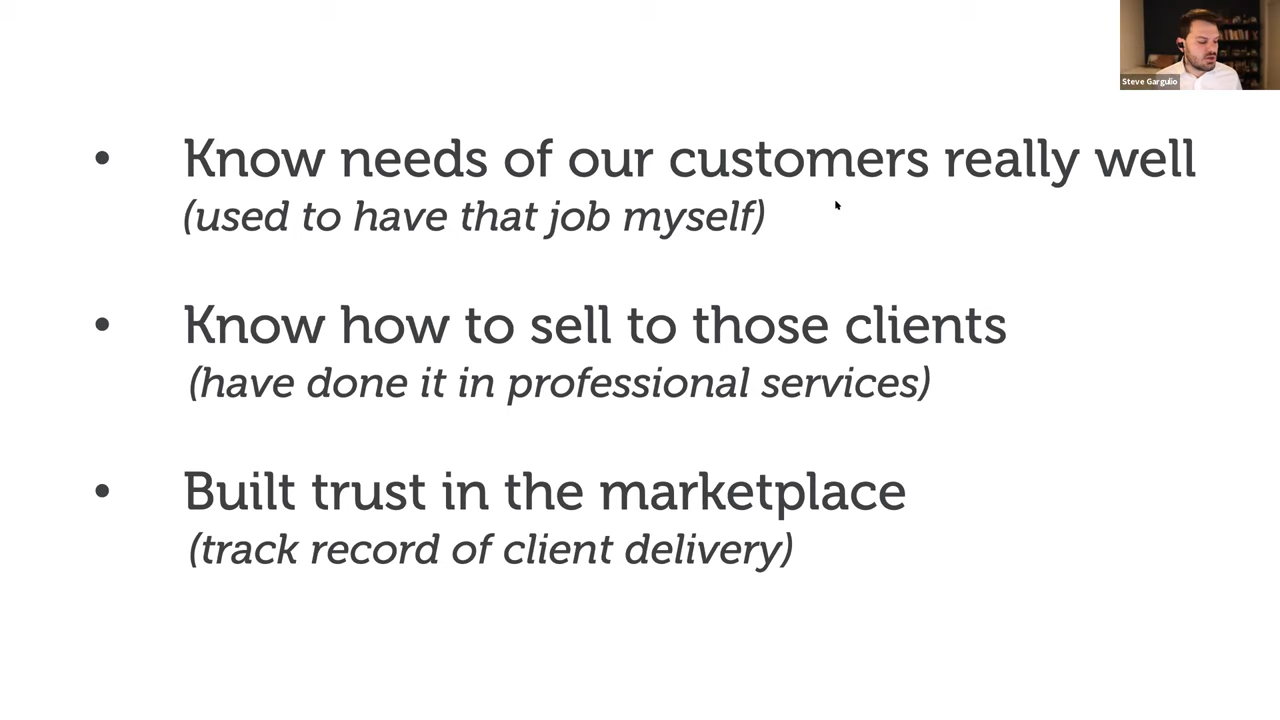 Steve Gargulio
• Know needs of our customers really well
(used to have that job myself)
• Know how to sell to those clients
(have done it in professional services)
• Built trust in the marketplace
(track record of client delivery)